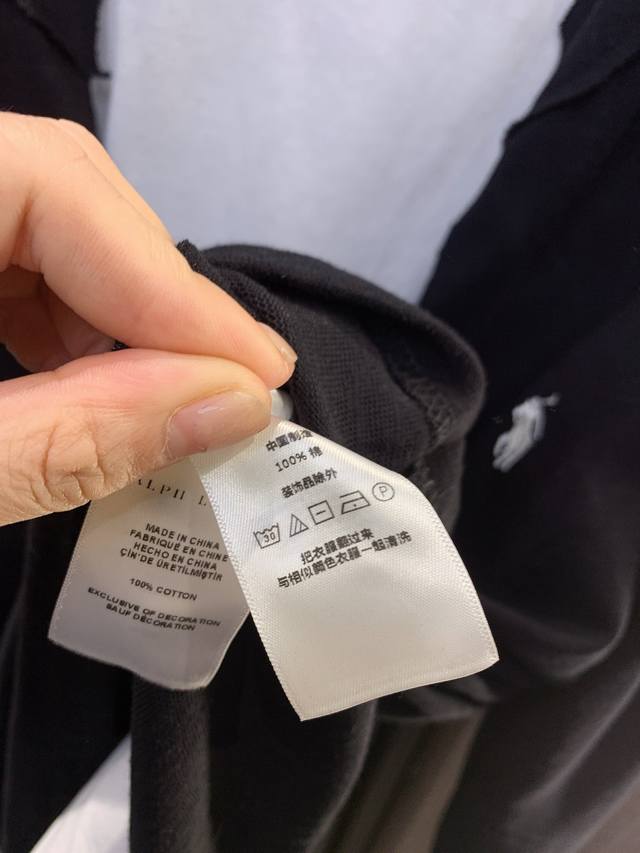 ALPH L
MADE IN CHINA
FABRIQUÉ EN CHINE
HECHO EN CHINA
ÇİN'DE ÜRETİLMİŞTİR
100% COTTON
EXCLUSIVE OF DECORATION
SAUF DÉCORATION
中国制造
100% 棉
装饰品除外
30
P
把衣服翻过来
与相似颜色衣服一起清洗